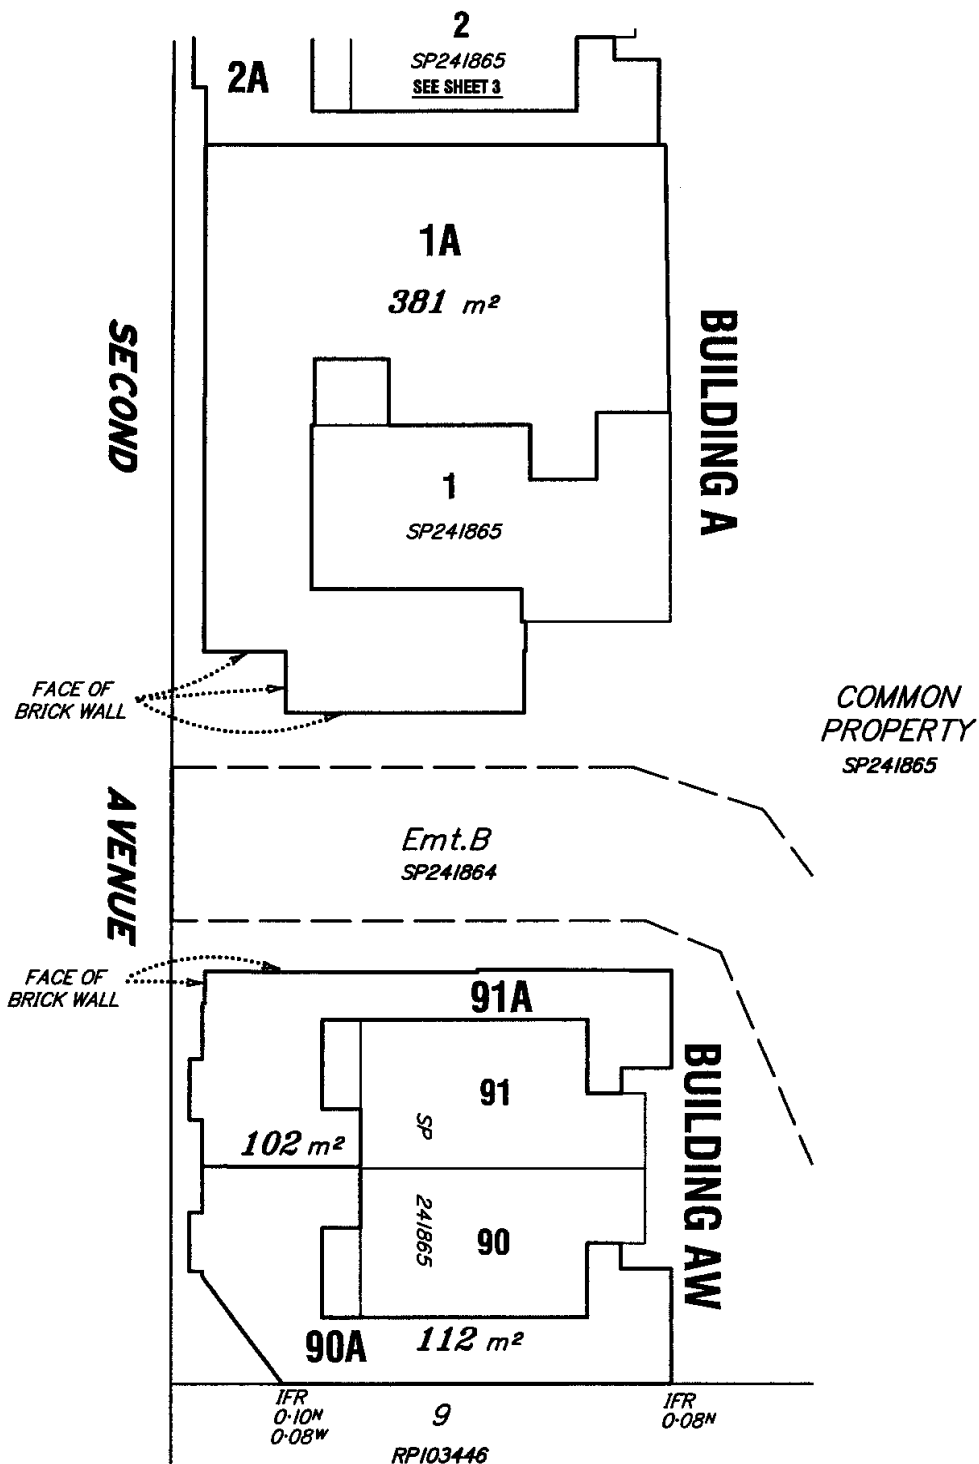 2
SP241865
SEE SHEET 3
2A
1A
381 m²
SECOND
BUILDING A
1
SP241865
FACE OF
BRICK WALL
COMMON
PROPERTY
SP241865
AVENUE
Emt.B
SP241864
FACE OF
BRICK WALL
91A
91
SP
102 m²
BUILDING AW
241865
90
90A
112 m²
IFR
0·10N
0·08W
9
IFR
0·08N
RP103446